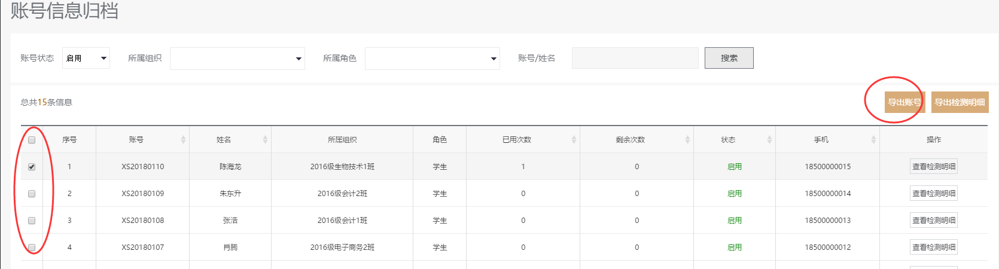 账号信息归档
账号状态 启用 所属组织 所属角色 账号/姓名 搜索
总共15条信息 导出账号 导出检测明细
序号 账号 姓名 所属组织 角色 已用次数 剩余次数 状态 手机 操作
1 XS20180110 陈海龙 2016级生物技术1班 学生 1 0 启用 18500000015 查看检测明细
2 XS20180109 朱东升 2016级会计2班 学生 0 0 启用 18500000014 查看检测明细
3 XS20180108 张浩 2016级会计1班 学生 0 0 启用 18500000013 查看检测明细
4 XS20180107 肖腾 2016级电子商务2班 学生 0 0 启用 18500000012 查看检测明细